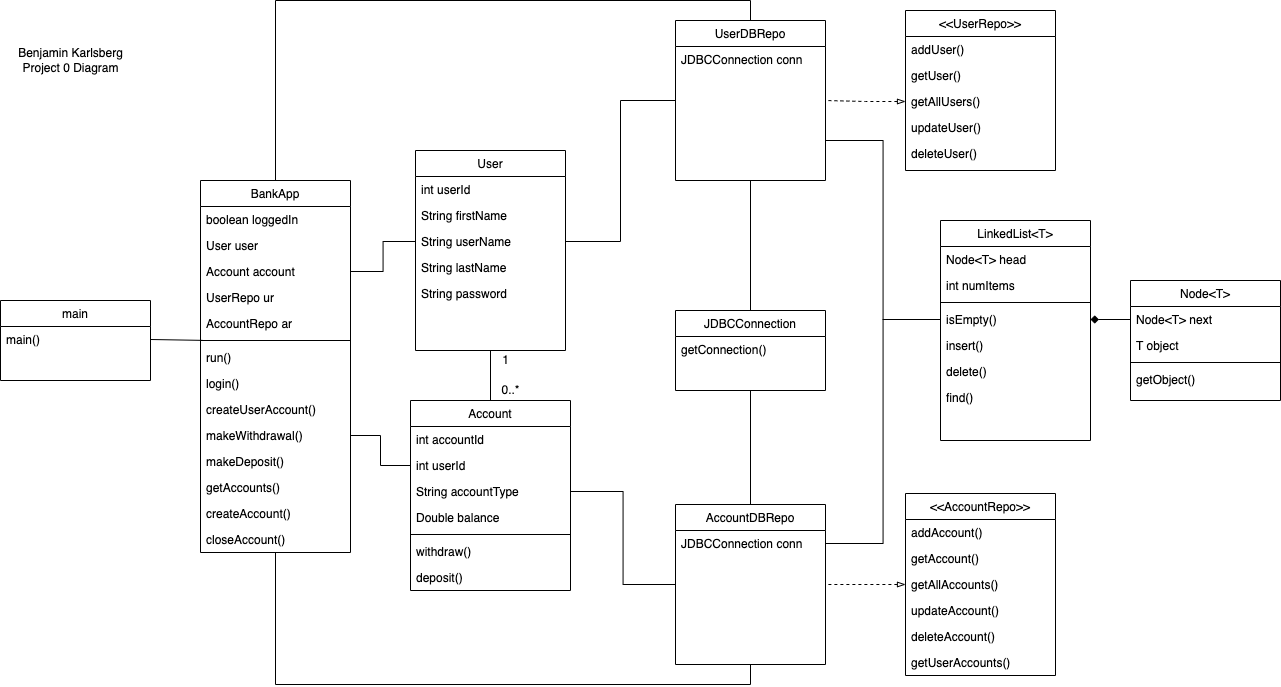 Benjamin Karlsberg
Project 0 Diagram
main
main()
BankApp
boolean loggedIn
User user
Account account
UserRepo ur
AccountRepo ar
run()
login()
createUserAccount()
makeWithdrawal()
makeDeposit()
getAccounts()
createAccount()
closeAccount()
User
int userId
String firstName
String userName
String lastName
String password
1
0..*
Account
int accountId
int userId
String accountType
Double balance
withdraw()
deposit()
UserDBRepo
JDBCConnection conn
JDBCConnection
getConnection()
AccountDBRepo
JDBCConnection conn
<<UserRepo>>
addUser()
getUser()
getAllUsers()
updateUser()
deleteUser()
LinkedList<T>
Node<T> head
int numItems
isEmpty()
insert()
delete()
find()
Node<T>
Node<T> next
T object
getObject()
<<AccountRepo>>
addAccount()
getAccount()
getAllAccounts()
updateAccount()
deleteAccount()
getUserAccounts()